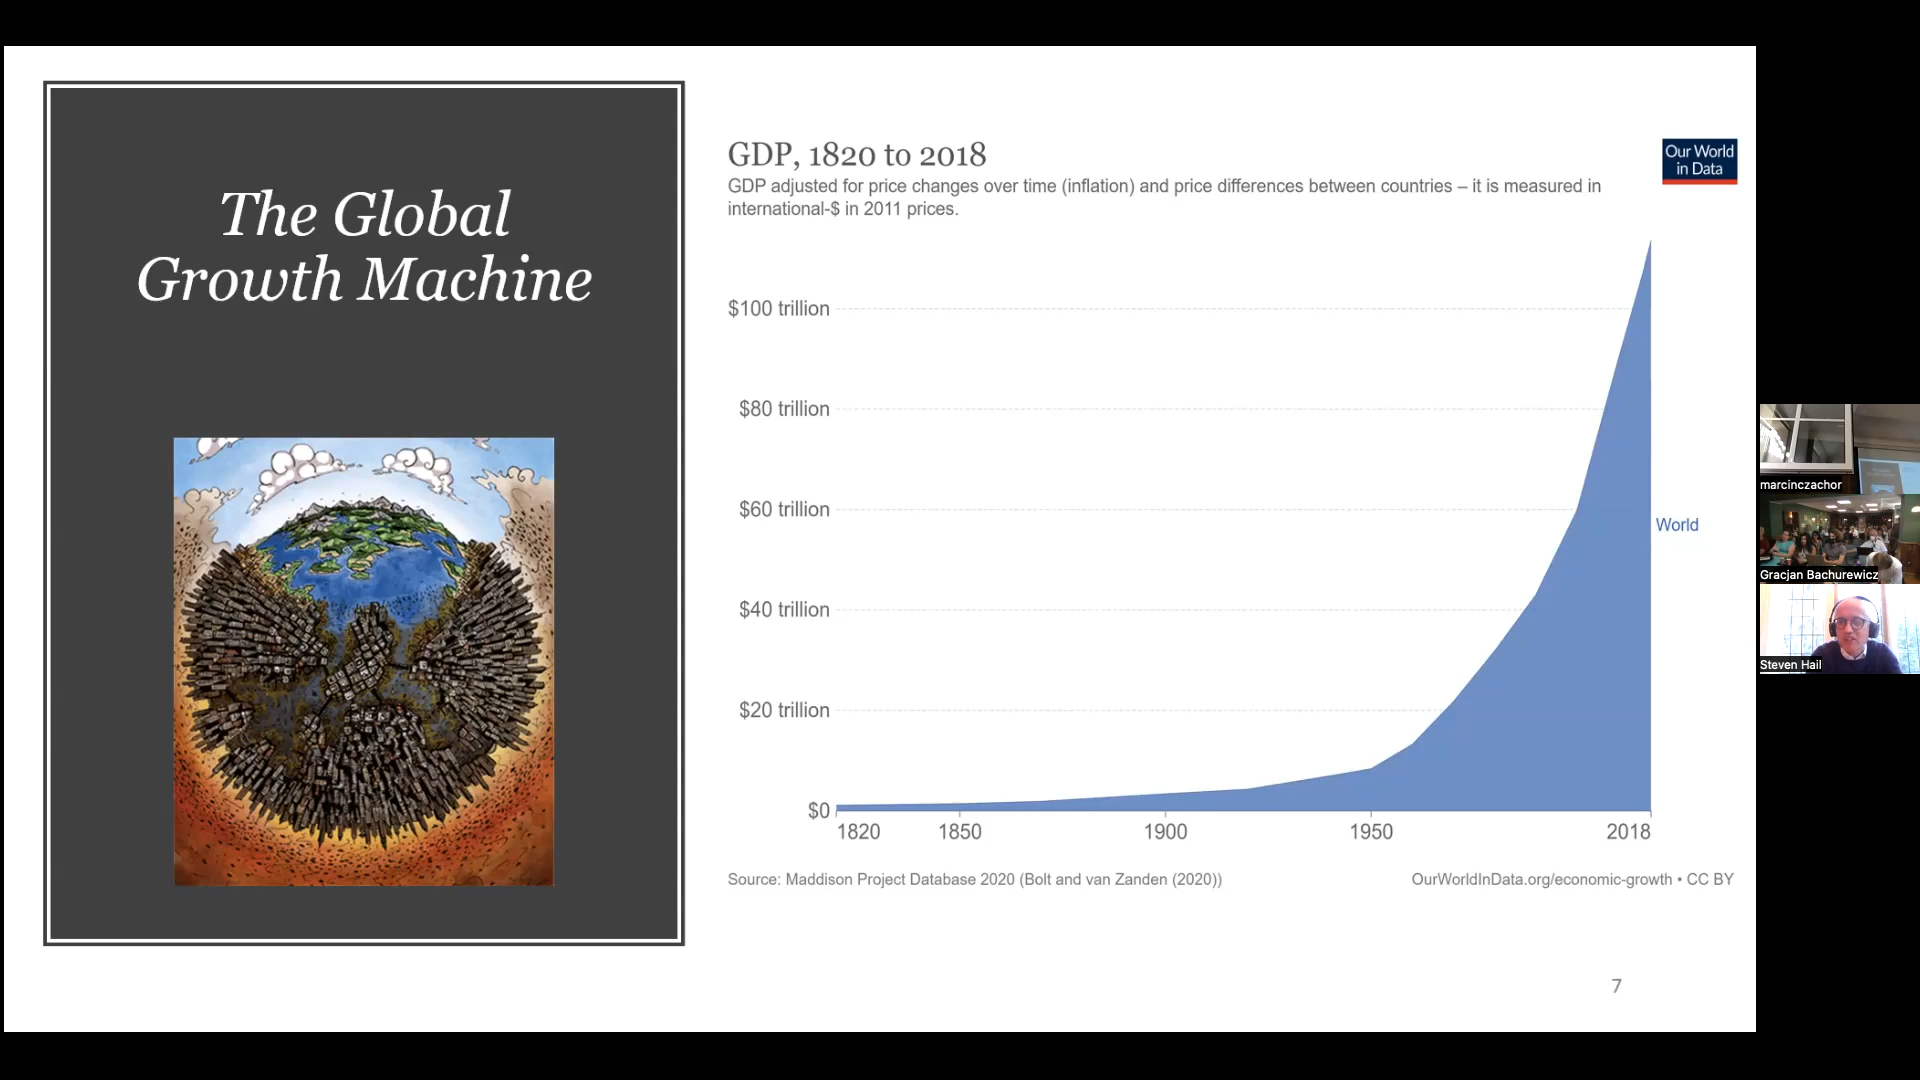 The Global
Growth Machine
GDP, 1820 to 2018
GDP adjusted for price changes over time (inflation) and price differences between countries – it is measured in
international-$ in 2011 prices.
Our World
in Data
$100 trillion
$80 trillion
$60 trillion
$40 trillion
$20 trillion
$0
World
1820
1850
1900
1950
2018
Source: Maddison Project Database 2020 (Bolt and van Zanden (2020))
OurWorldInData.org/economic-growth • CC BY
7
marcinczachor
Gracjan Bachurewicz
Steven Hail